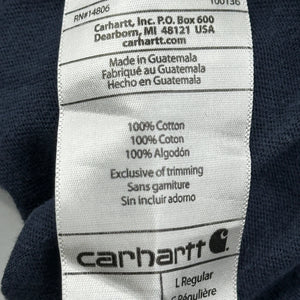 RN#14806 100136
Carhartt, Inc. P.O. Box 600
Dearborn, MI 48121 USA
carhartt.com
Made in Guatemala
Fabriqué au Guatemala
Hecho en Guatemala
100% Cotton
100% Coton
100% Algodón
Exclusive of trimming
Sans garniture
Sin incluir adorno
carhartt
L Regular
Régulière